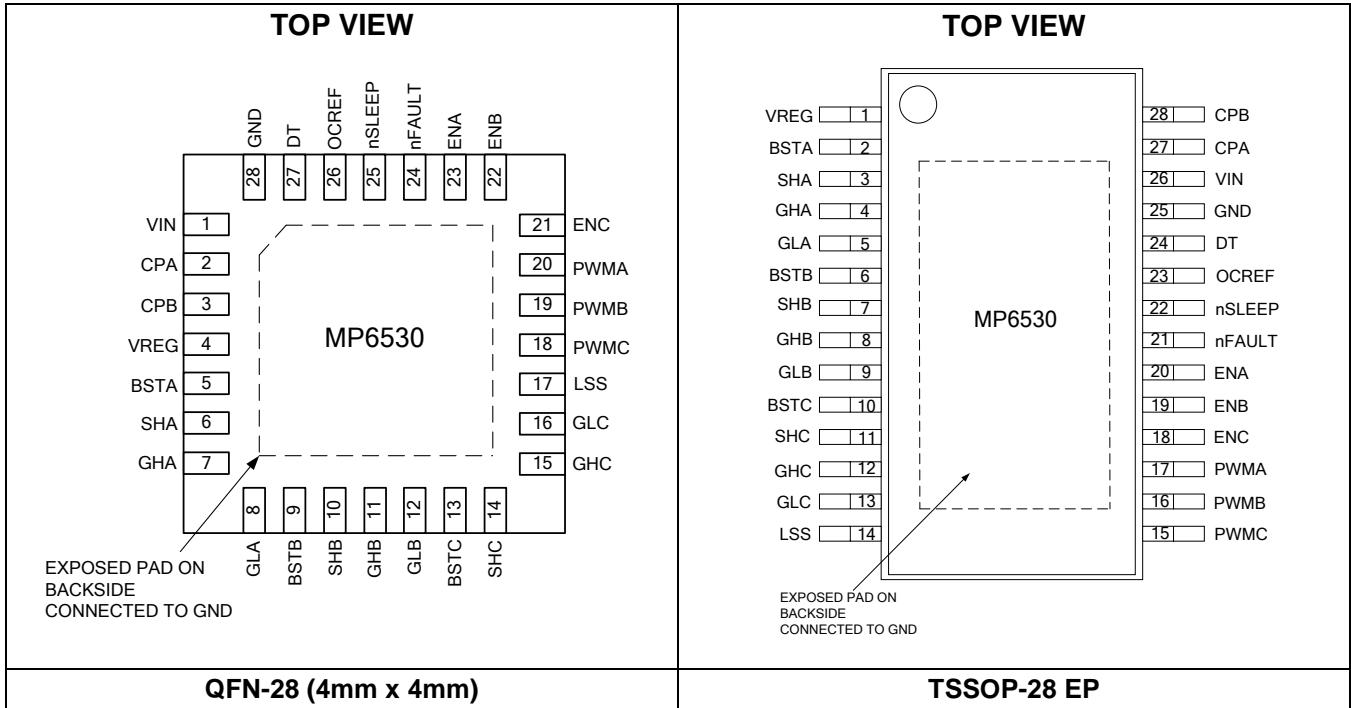 TOP VIEW
GND
DT
OCREF
nSLEEP
nFAULT
ENA
ENB
28
27
26
25
24
23
22
VIN 1
CPA 2
CPB 3
VREG 4
BSTA 5
SHA 6
GHA 7
MP6530
21 ENC
20 PWMA
19 PWMB
18 PWMC
17 LSS
16 GLC
15 GHC
8
9
10
11
12
13
14
GLA
BSTB
SHB
GHB
GLB
BSTC
SHC
EXPOSED PAD ON
BACKSIDE
CONNECTED TO GND
QFN-28 (4mm x 4mm)
TOP VIEW
VREG 1
BSTA 2
SHA 3
GHA 4
GLA 5
BSTB 6
SHB 7
GHB 8
GLB 9
BSTC 10
SHC 11
GHC 12
GLC 13
LSS 14
MP6530
28 CPB
27 CPA
26 VIN
25 GND
24 DT
23 OCREF
22 nSLEEP
21 nFAULT
20 ENA
19 ENB
18 ENC
17 PWMA
16 PWMB
15 PWMC
EXPOSED PAD ON
BACKSIDE
CONNECTED TO GND
TSSOP-28 EP